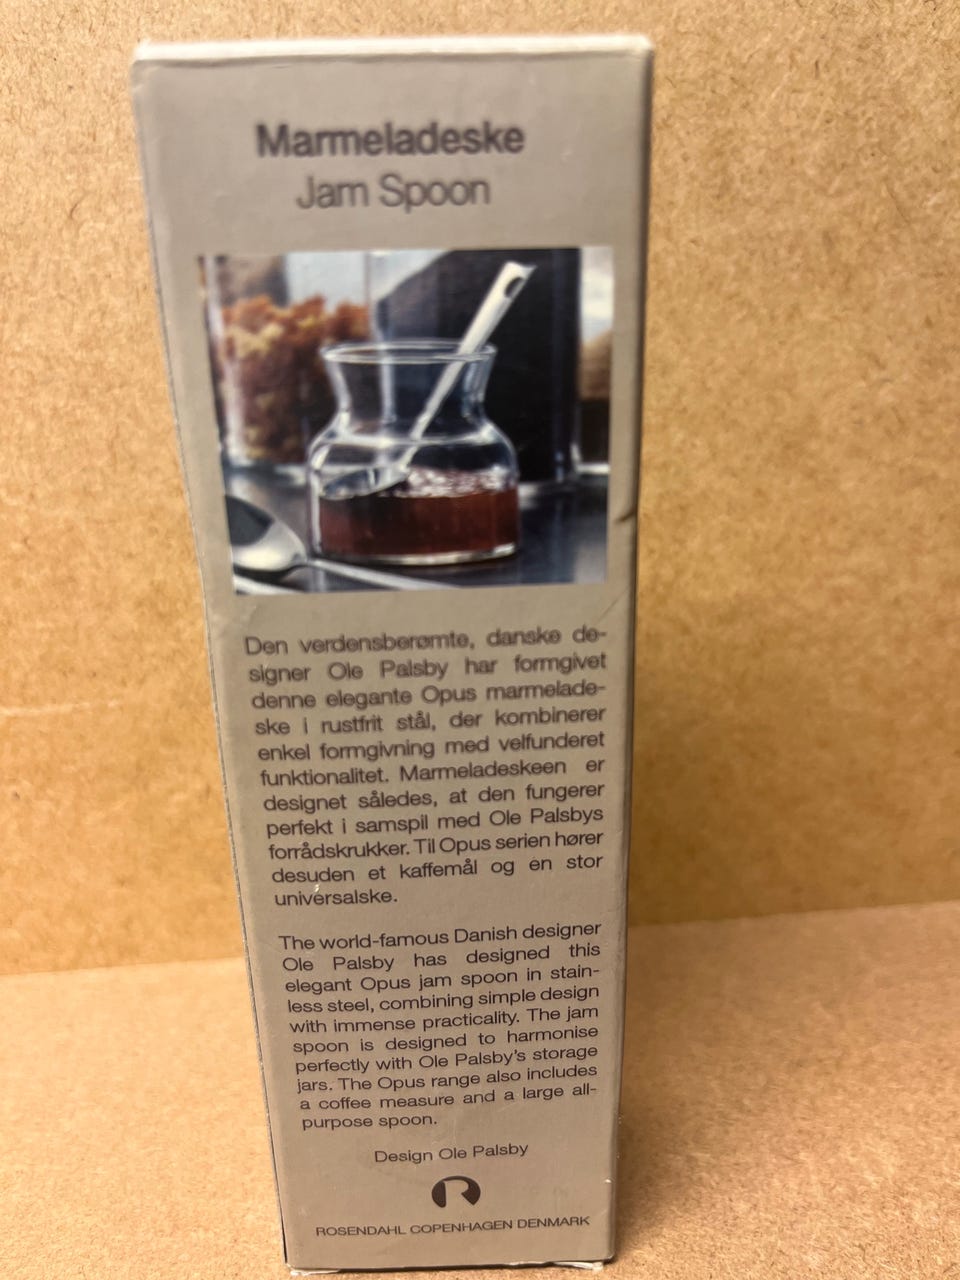 Marmeladeske
Jam Spoon
Den verdensberømte, danske de-
signer Ole Palsby har formgivet
denne elegante Opus marmelade-
ske i rustfrit stål, der kombinerer
enkel formgivning med velfunderet
funktionalitet. Marmeladeskeen er
designet således, at den fungerer
perfekt i samspil med Ole Palsbys
forrådskrukker. Til Opus serien hører
desuden et kaffemål og en stor
universalske.
The world-famous Danish designer
Ole Palsby has designed this
elegant Opus jam spoon in stain-
less steel, combining simple design
with immense practicality. The jam
spoon is designed to harmonise
perfectly with Ole Palsby's storage
jars. The Opus range also includes
a coffee measure and a large all-
purpose spoon.
Design Ole Palsby
ROSENDAHL COPENHAGEN DENMARK